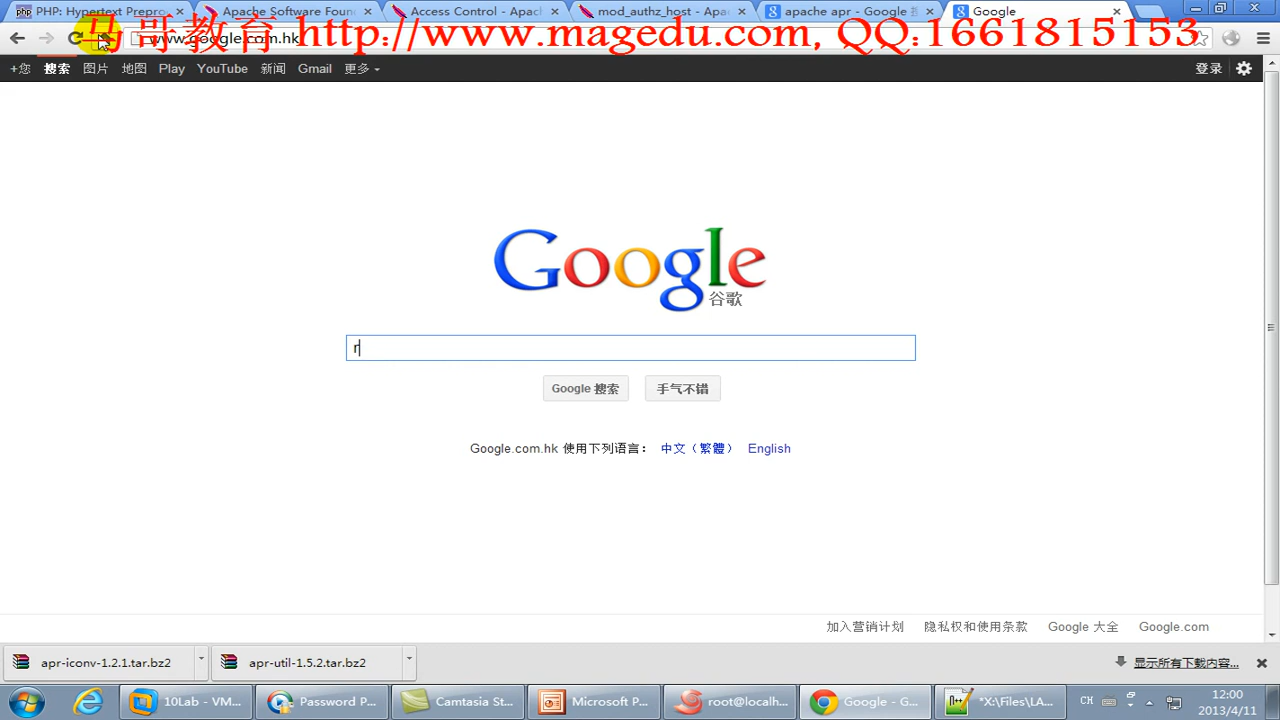 PHP: Hypertext Prepro
Apache Software Foun
Access Control - Apach
mod_authz_host - Apa
apache apr - Google 搜
Google
马哥教育 http://www.magedu.com, QQ:1661815153
www.google.com.hk
+您 搜索 图片 地图 Play YouTube 新闻 Gmail 更多
登录
Google
谷歌
r
Google 搜索
手气不错
Google.com.hk 使用下列语言: 中文(繁體) English
加入营销计划 隐私权和使用条款 Google 大全 Google.com
apr-iconv-1.2.1.tar.bz2
apr-util-1.5.2.tar.bz2
显示所有下载内容...
10Lab - VM...
Password P...
Camtasia St...
Microsoft P...
root@localh...
Google - G...
*X:\Files\LA...
CH
12:00
2013/4/11